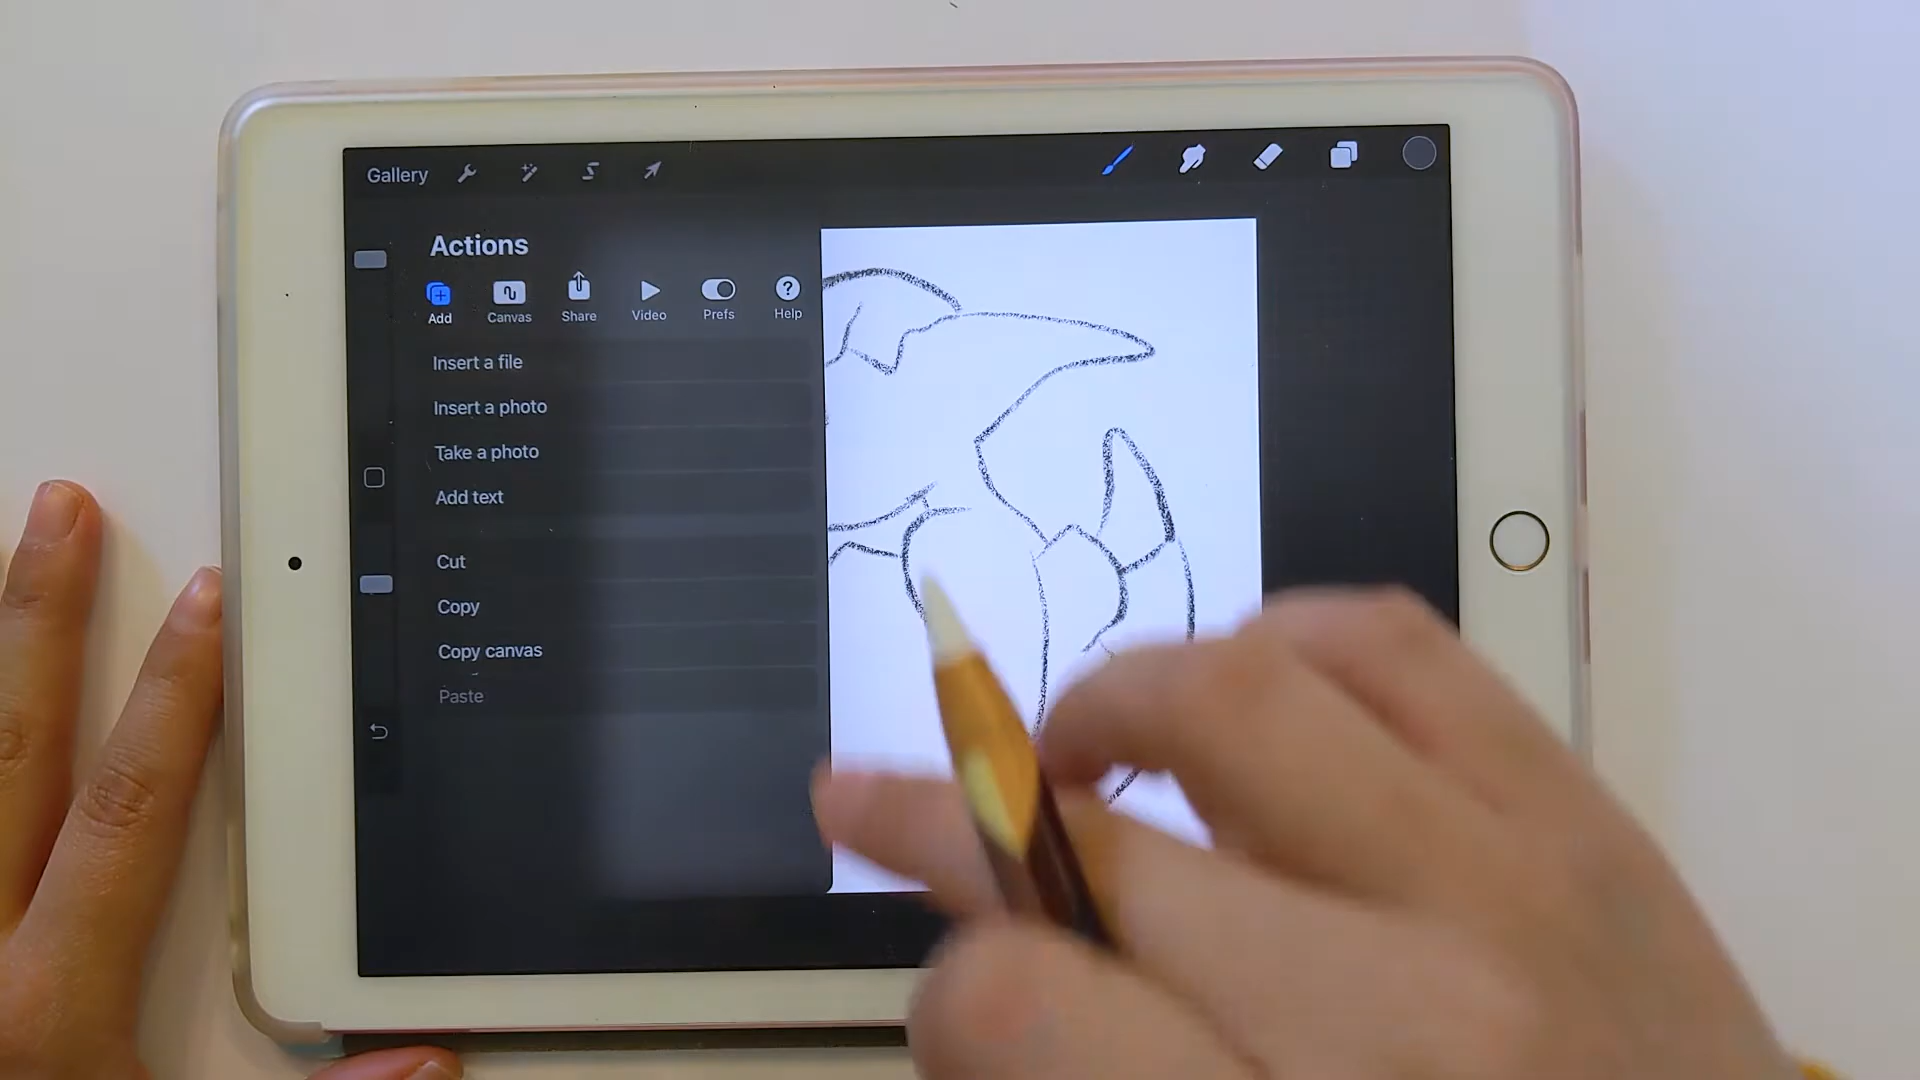 Gallery
Actions
Add Canvas Share Video Prefs Help
Insert a file
Insert a photo
Take a photo
Add text
Cut
Copy
Copy canvas
Paste